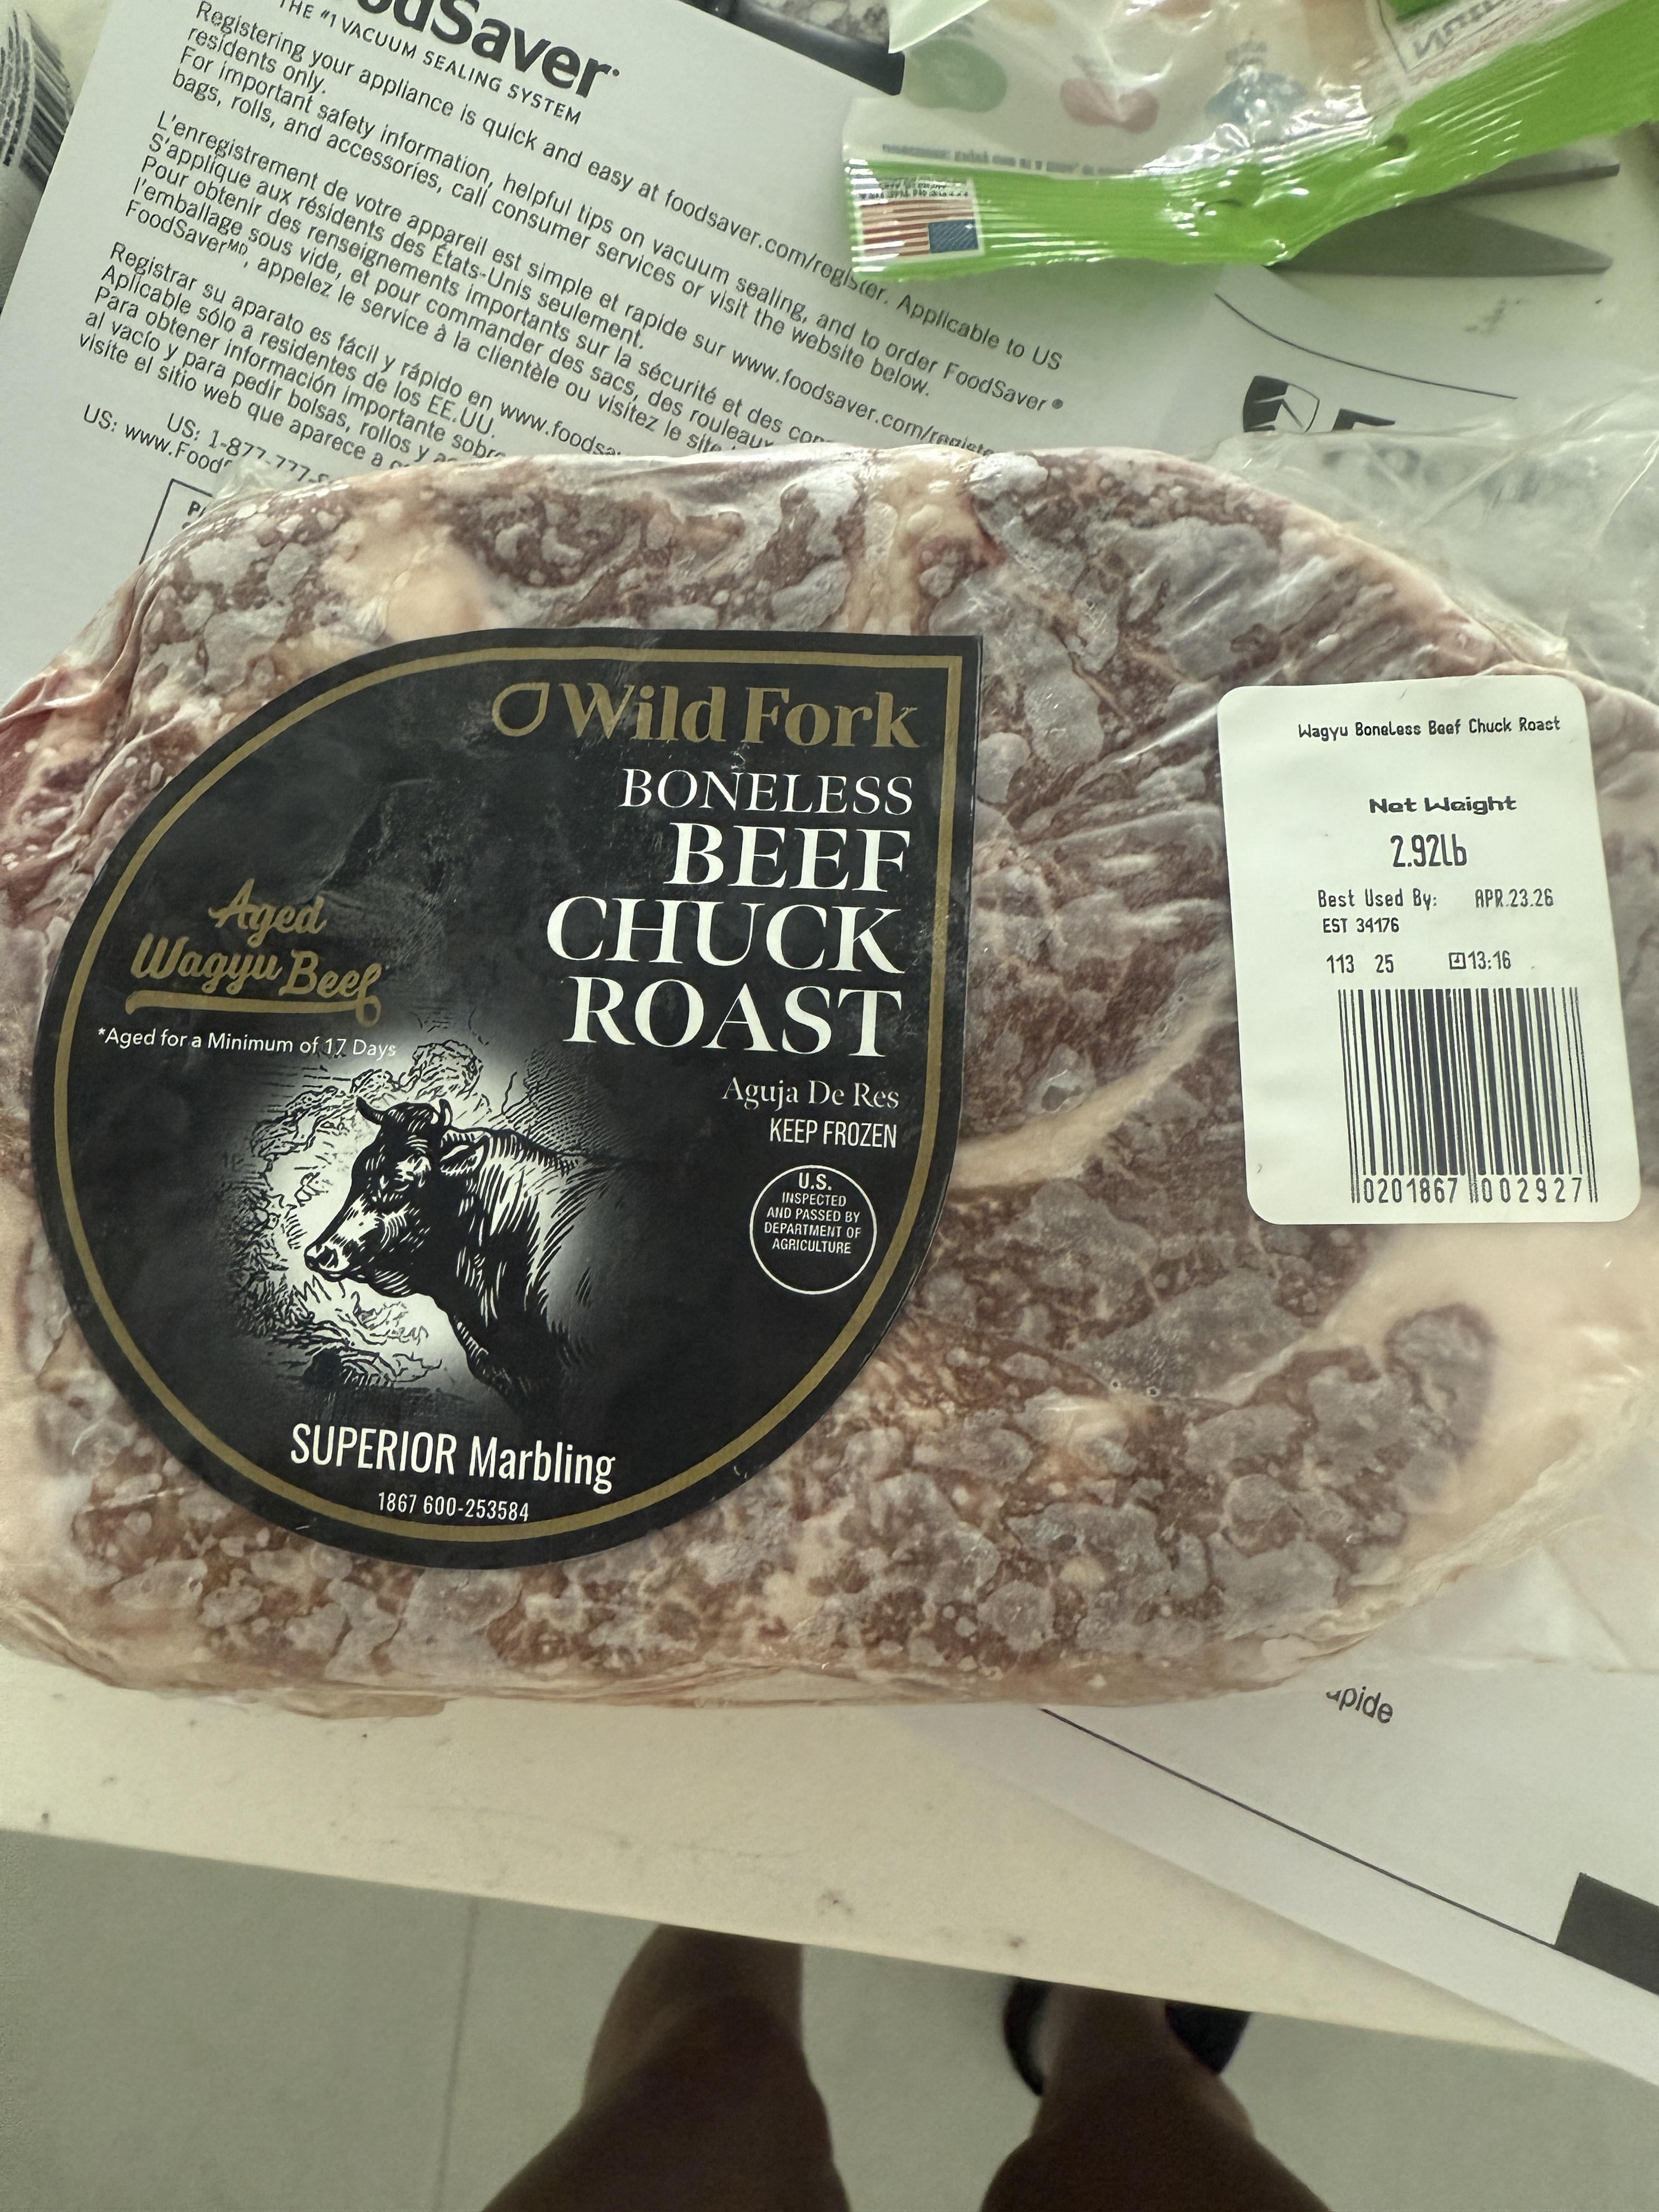 THE #1 VACUUM SEALING SYSTEM
Registering your appliance is quick and easy at foodsaver.com/register. Applicable to US
residents only.
For important safety information, helpful tips on vacuum sealing, and to order FoodSaver®
bags, rolls, and accessories, call consumer services or visit the website below.
L'enregistrement de votre appareil est simple et rapide sur www.foodsaver.com/registe
S'applique aux résidents des États-Unis seulement.
Pour obtenir des renseignements importants sur la sécurité et des con
l'emballage sous vide, et pour commander des sacs, des rouleaux
FoodSaverᴹᴰ, appelez le service à la clientèle ou visitez le site
Registrar su aparato es fácil y rápido en www.foodsa
Aplicable sólo a residentes de los EE.UU.
Para obtener información importante sobre
al vacío y para pedir bolsas, rollos y ac
visite el sitio web que aparece a
US: 1-877-777-
US: www.Food
Wild Fork
BONELESS
BEEF
CHUCK
ROAST
Aged
Wagyu Beef
*Aged for a Minimum of 17 Days
Aguja De Res
KEEP FROZEN
U.S.
INSPECTED
AND PASSED BY
DEPARTMENT OF
AGRICULTURE
SUPERIOR Marbling
1867 600-253584
Wagyu Boneless Beef Chuck Roast
Net Weight
2.92lb
Best Used By: APR.23.26
EST 34176
113 25 13:16
0201867 002927
apide